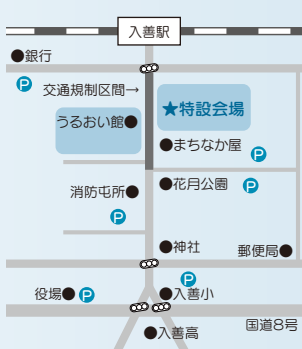 入善駅
●銀行
P
交通規制区間→
★特設会場
うるおい館●
●まちなか屋
P
●花月公園 P
消防屯所●
P
●神社
郵便局●
P
役場● P
●入善小
国道8号
●入善高